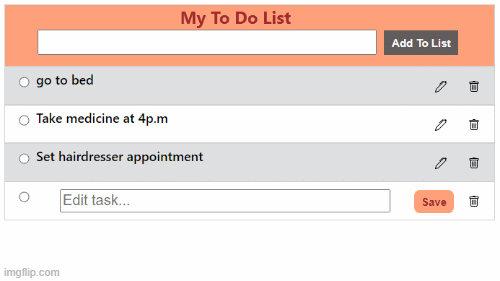 My To Do List
Add To List
go to bed
Take medicine at 4p.m
Set hairdresser appointment
Edit task... Save
imgflip.com